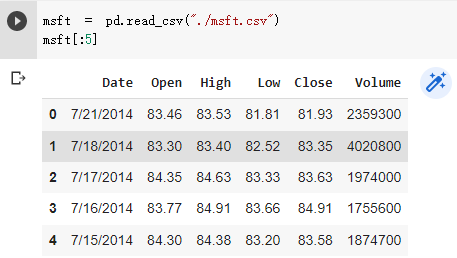 msft = pd.read_csv("./msft.csv")
msft[:5]
Date Open High Low Close Volume
0 7/21/2014 83.46 83.53 81.81 81.93 2359300
1 7/18/2014 83.30 83.40 82.52 83.35 4020800
2 7/17/2014 84.35 84.63 83.33 83.63 1974000
3 7/16/2014 83.77 84.91 83.66 84.91 1755600
4 7/15/2014 84.30 84.38 83.20 83.58 1874700